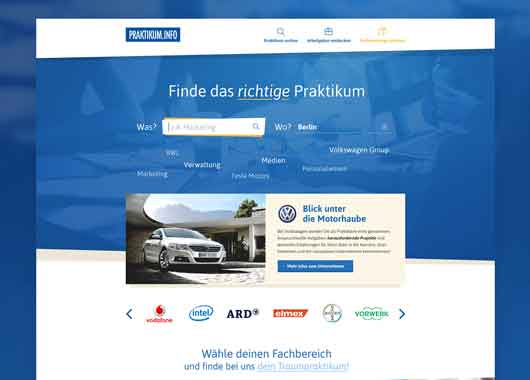 PRAKTIKUM.INFO
Praktikum suchen
Arbeitgeber entdecken
Finde das richtige Praktikum
Was?
z.B. Marketing
Wo?
Berlin
BWL
Verwaltung
Medien
Volkswagen Group
Marketing
Tesla Motors
Personalwesen
Blick unter
die Motorhaube
Mehr Infos zum Unternehmen
vodafone
intel
ARD
elmex
BAYER
VORWERK
Wähle deinen Fachbereich
und finde bei uns dein Traumpraktikum!